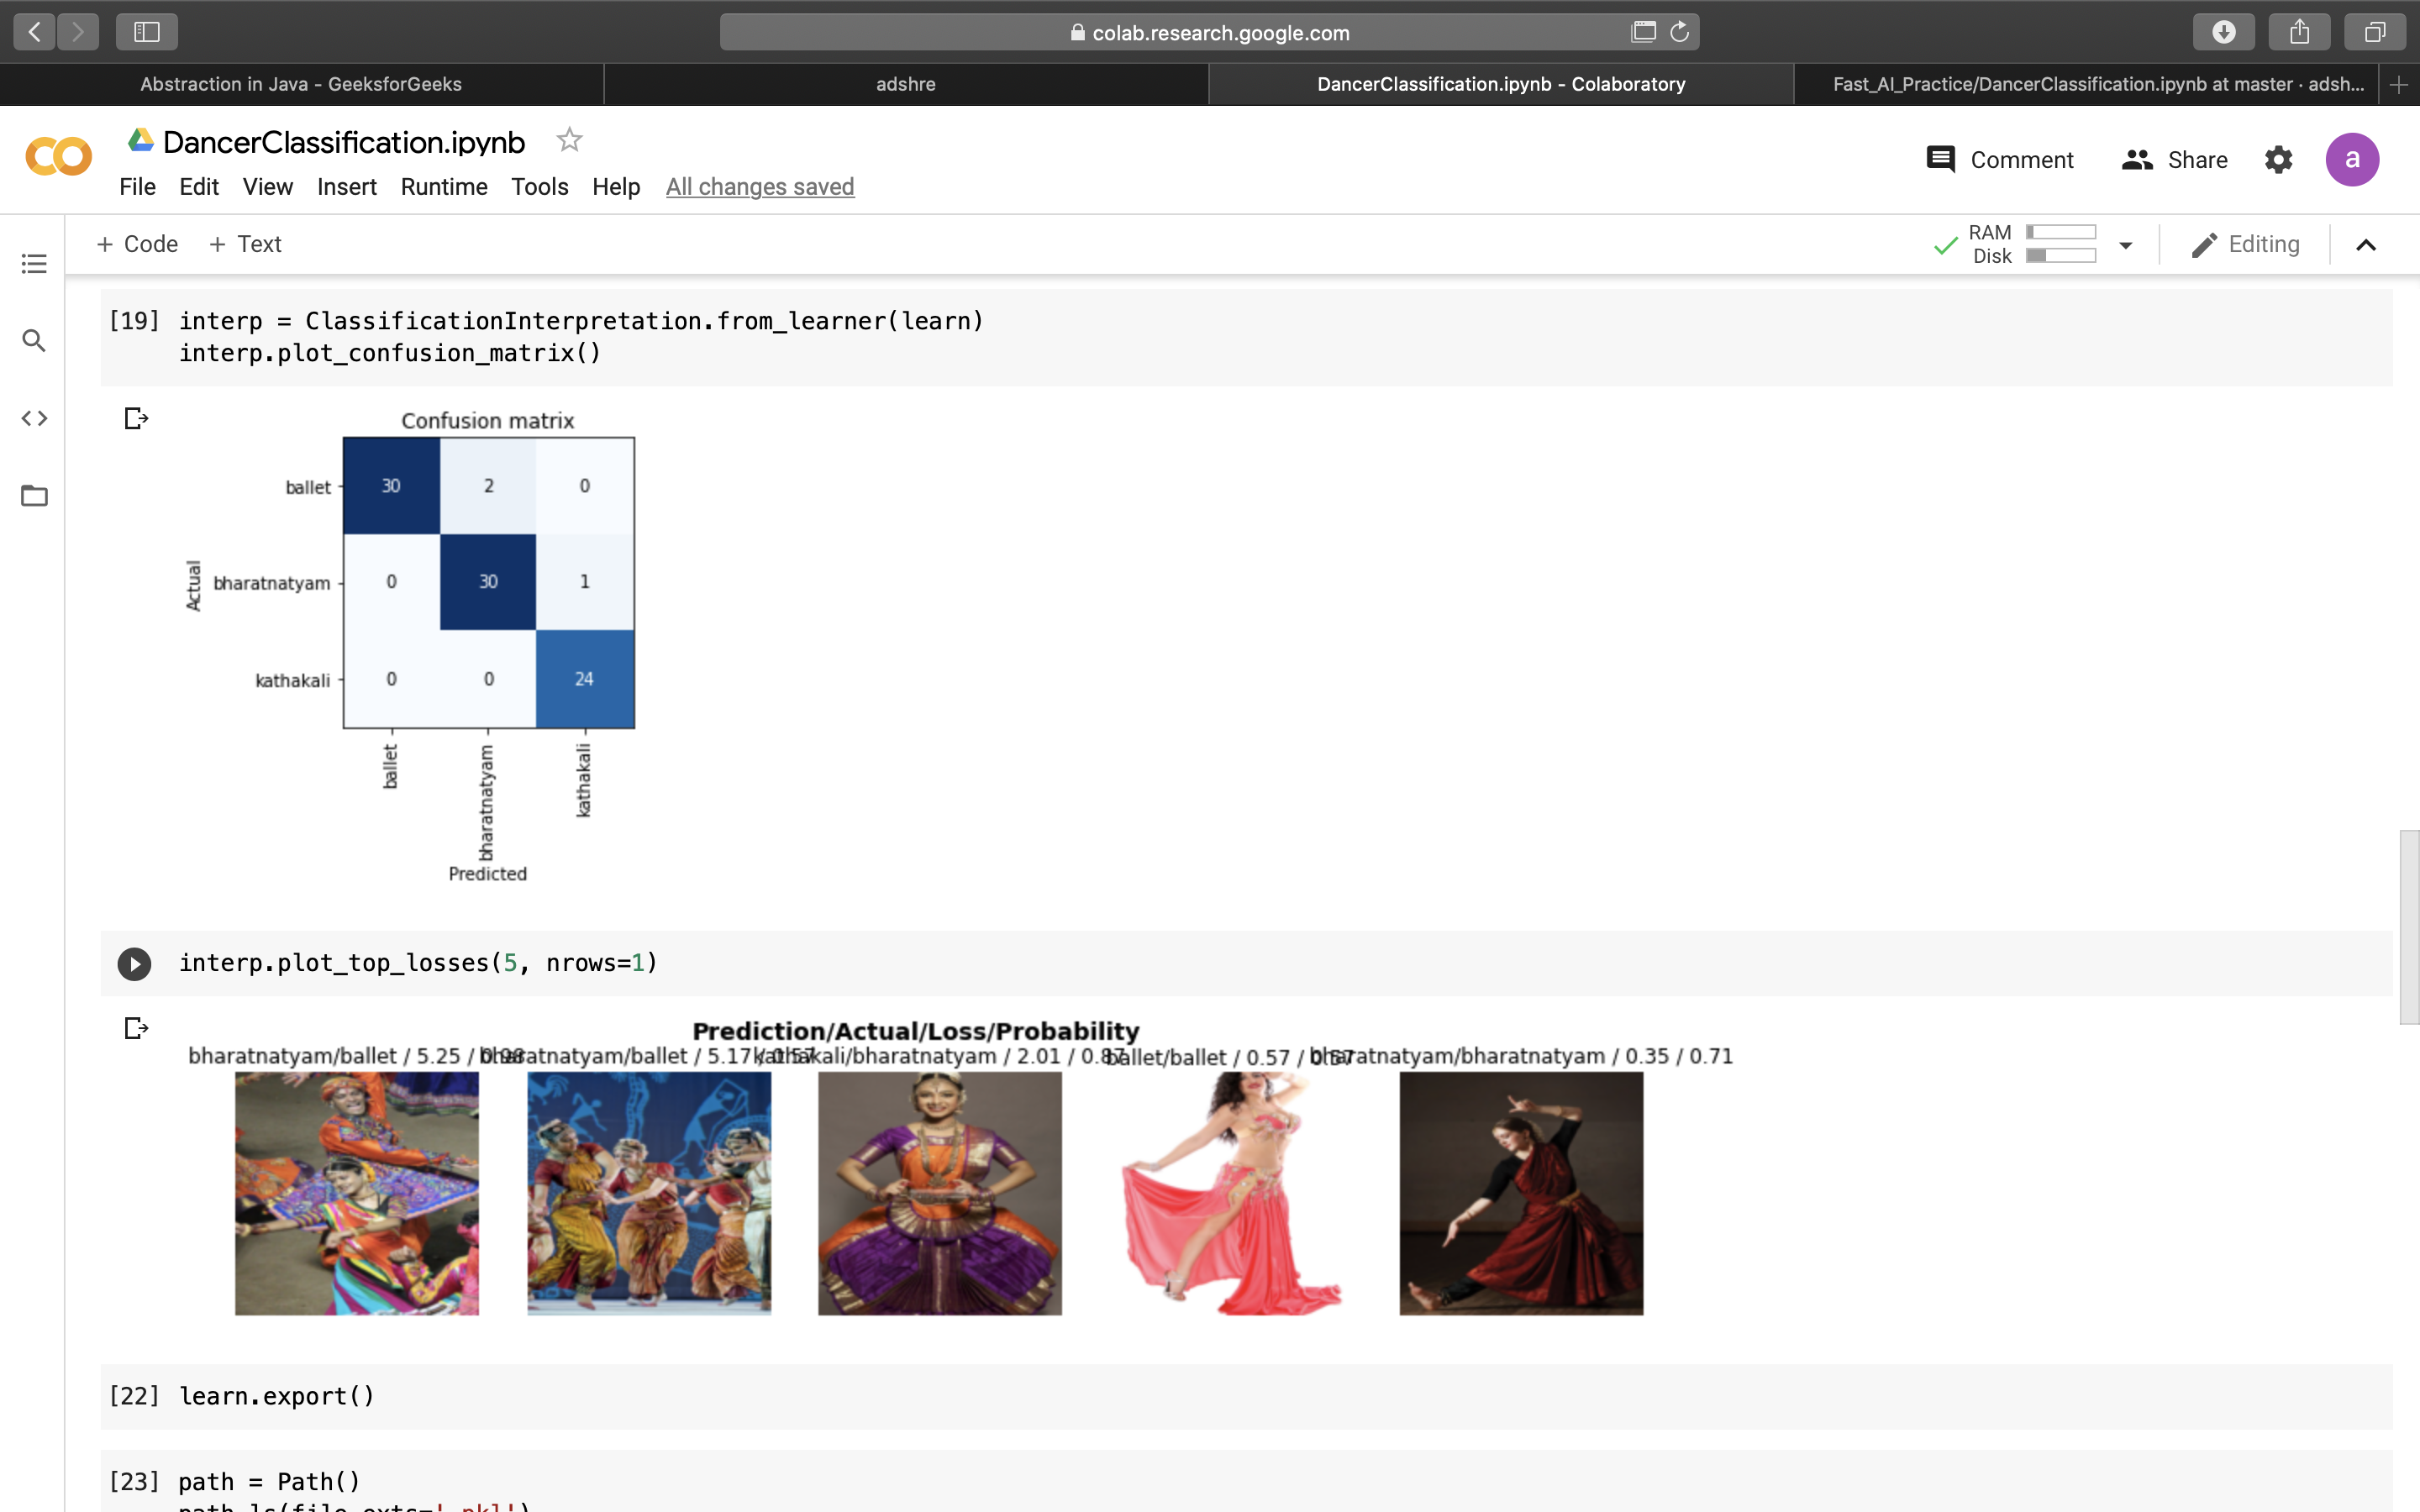 colab.research.google.com
Abstraction in Java - GeeksforGeeks
adshre
DancerClassification.ipynb - Colaboratory
Fast_AI_Practice/DancerClassification.ipynb at master · adsh...
DancerClassification.ipynb
Comment
Share
a
File Edit View Insert Runtime Tools Help All changes saved
+ Code + Text
RAM
Disk
Editing
[19] interp = ClassificationInterpretation.from_learner(learn)
interp.plot_confusion_matrix()
Confusion matrix
ballet 30 2 0
Actual
bharatnatyam 0 30 1
kathakali 0 0 24
ballet
bharatnatyam
kathakali
Predicted
interp.plot_top_losses(5, nrows=1)
Prediction/Actual/Loss/Probability
bharatnatyam/ballet / 5.25 / 0.98
bharatnatyam/ballet / 5.17 / 0.57
kathakali/bharatnatyam / 2.01 / 0.87
ballet/ballet / 0.57 / 0.57
bharatnatyam/bharatnatyam / 0.35 / 0.71
[22] learn.export()
[23] path = Path()
path.ls(file_exts='.pkl')